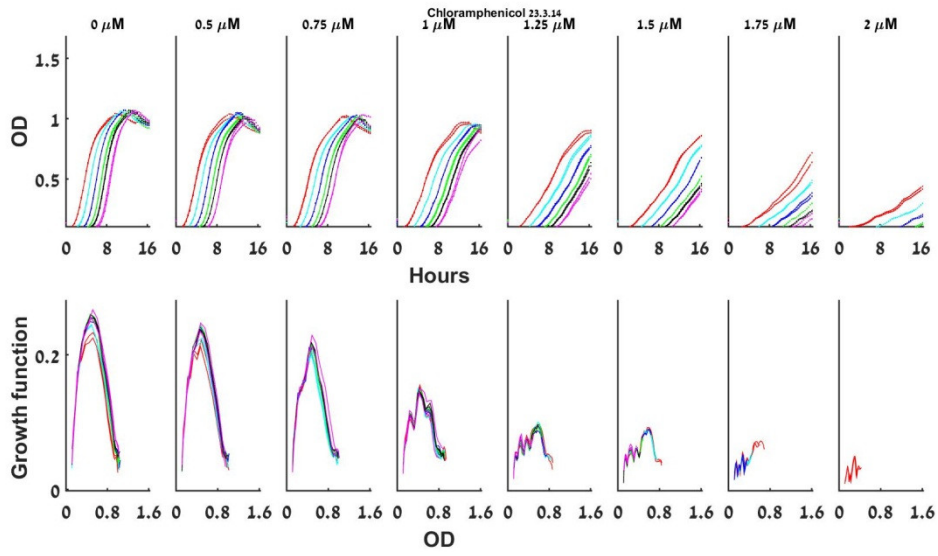 Chloramphenicol 23.3.14
0 μM 0.5 μM 0.75 μM 1 μM 1.25 μM 1.5 μM 1.75 μM 2 μM
1.5
1
0.5
OD
0 8 16 0 8 16 0 8 16 0 8 16 0 8 16 0 8 16 0 8 16 0 8 16
Hours
0.2
0
Growth function
0 0.8 1.6 0 0.8 1.6 0 0.8 1.6 0 0.8 1.6 0 0.8 1.6 0 0.8 1.6 0 0.8 1.6 0 0.8 1.6
OD